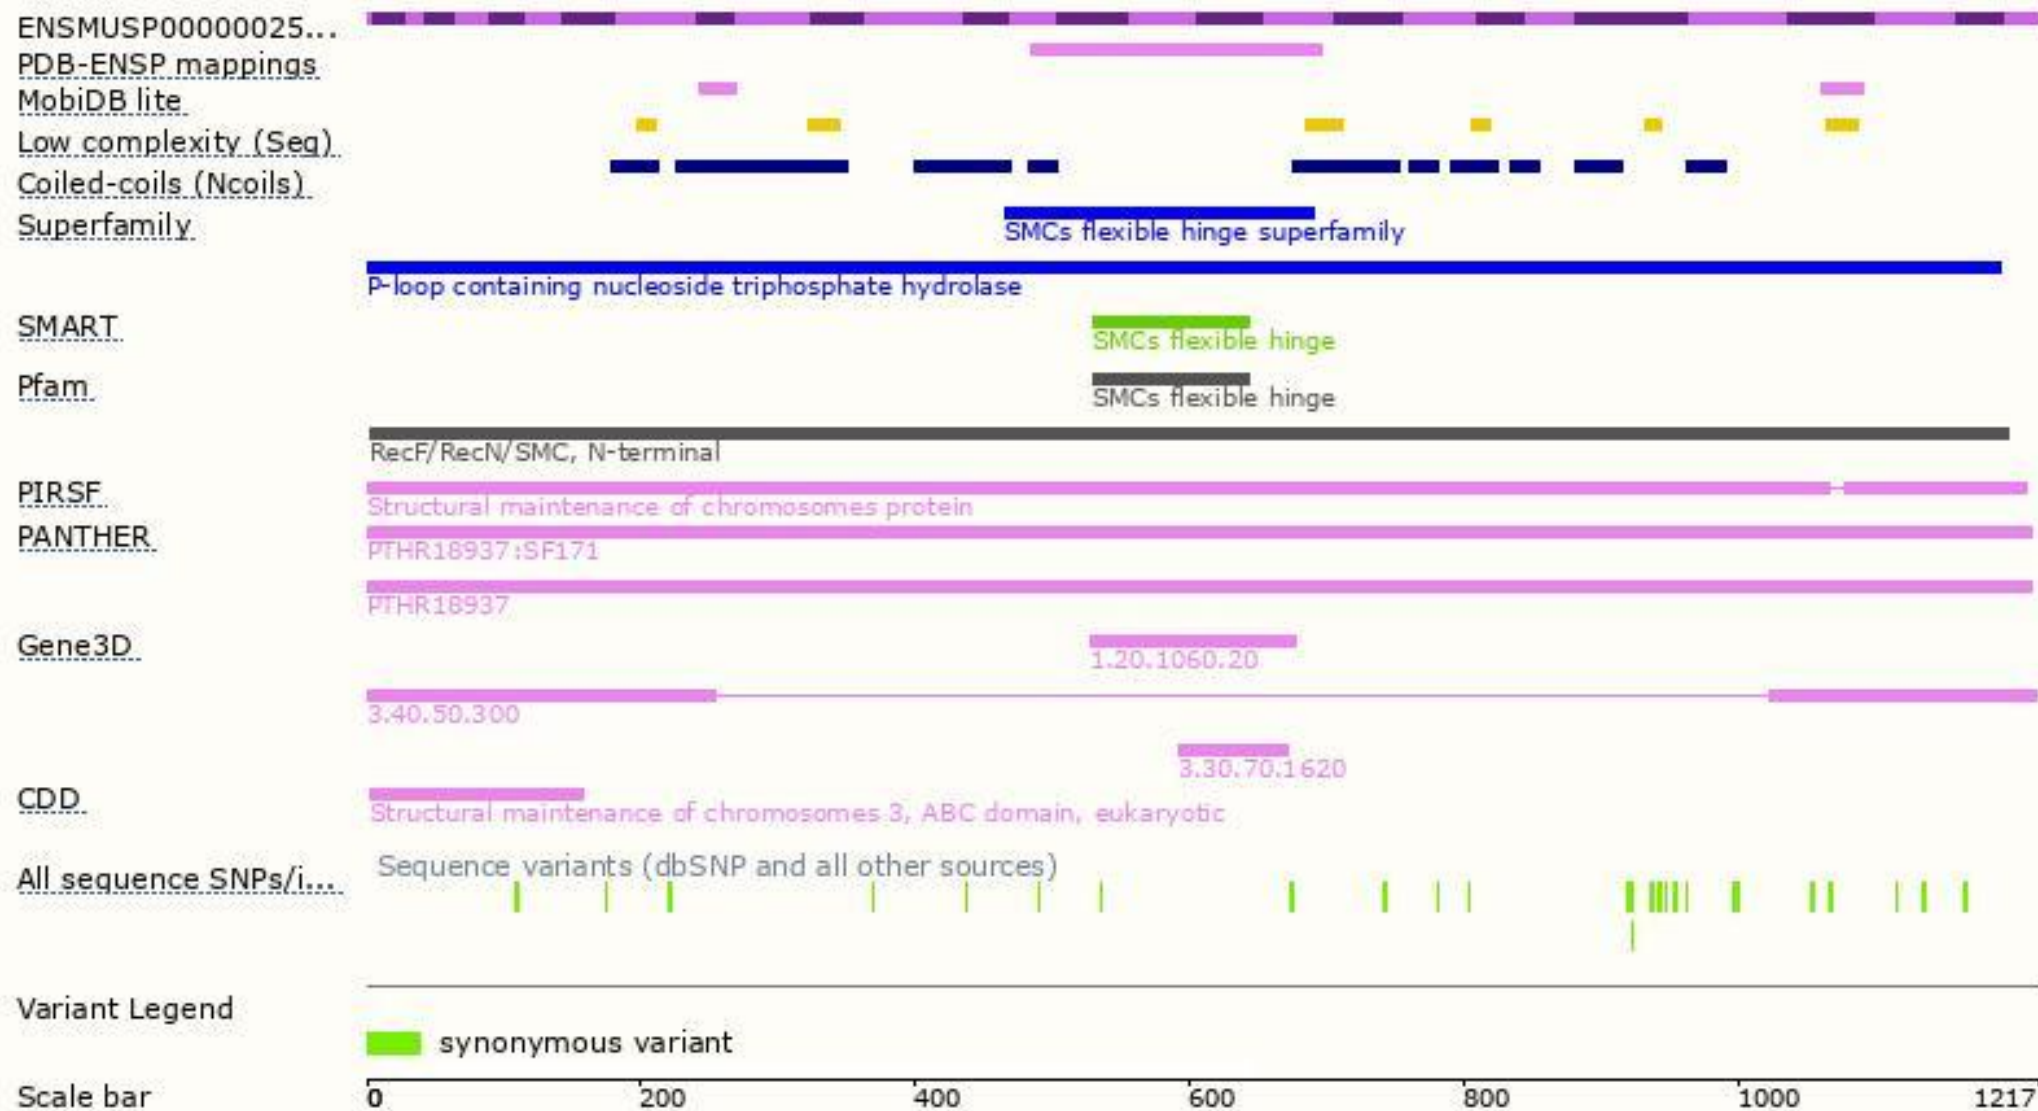 ENSMUSP00000025...
PDB-ENSP mappings
MobiDB lite
Low complexity (Seg)
Coiled-coils (Ncoils)
Superfamily
SMCs flexible hinge superfamily
P-loop containing nucleoside triphosphate hydrolase
SMART
SMCs flexible hinge
Pfam
SMCs flexible hinge
RecF/RecN/SMC, N-terminal
PIRSF
Structural maintenance of chromosomes protein
PANTHER
PTHR18937:SF171
PTHR18937
Gene3D
1.20.1060.20
3.40.50.300
3.30.70.1620
CDD
Structural maintenance of chromosomes 3, ABC domain, eukaryotic
Sequence variants (dbSNP and all other sources)
All sequence SNPs/i...
Variant Legend
synonymous variant
Scale bar 0 200 400 600 800 1000 1217